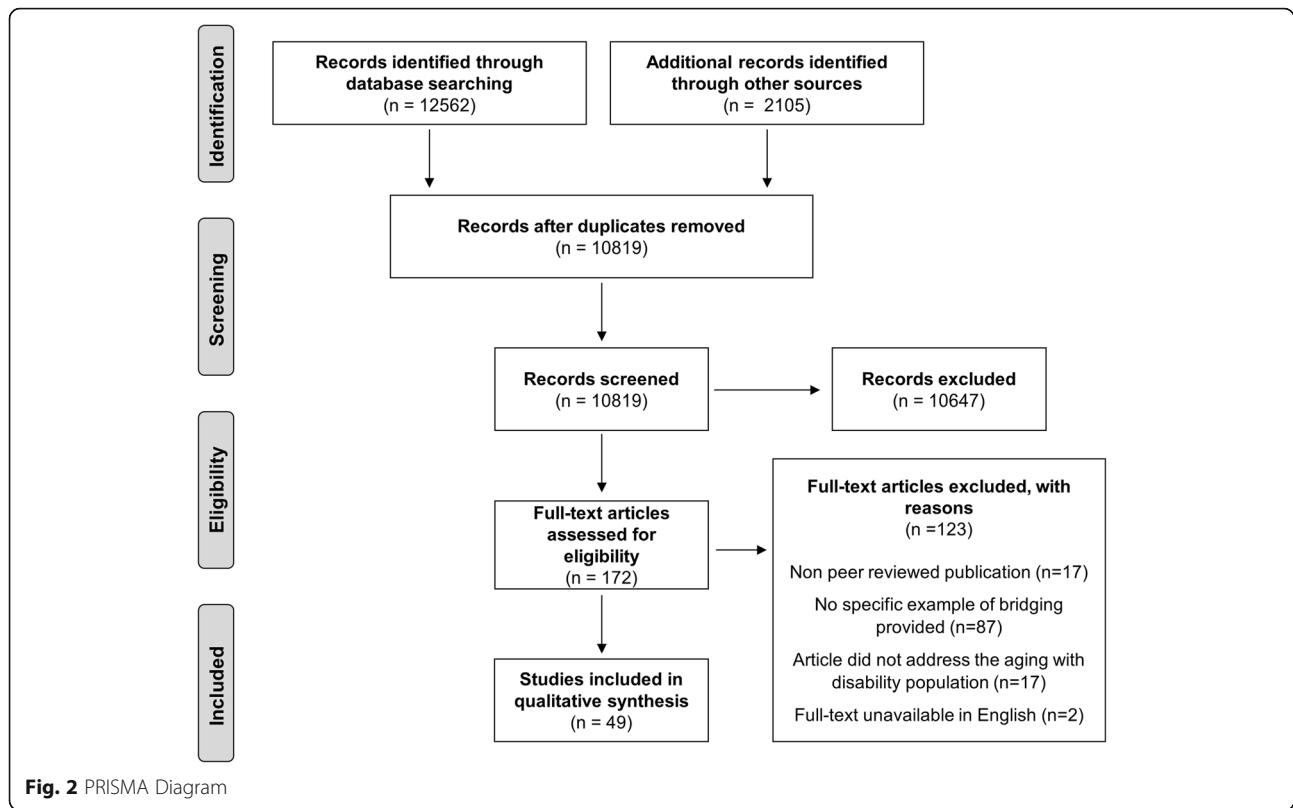 Identification
Records identified through
database searching
(n = 12562)
Additional records identified
through other sources
(n = 2105)
Screening
Records after duplicates removed
(n = 10819)
Records screened
(n = 10819)
Records excluded
(n = 10647)
Eligibility
Full-text articles
assessed for
eligibility
(n = 172)
Full-text articles excluded, with
reasons
(n =123)
Non peer reviewed publication (n=17)
No specific example of bridging
provided (n=87)
Article did not address the aging with
disability population (n=17)
Full-text unavailable in English (n=2)
Included
Studies included in
qualitative synthesis
(n = 49)
Fig. 2 PRISMA Diagram